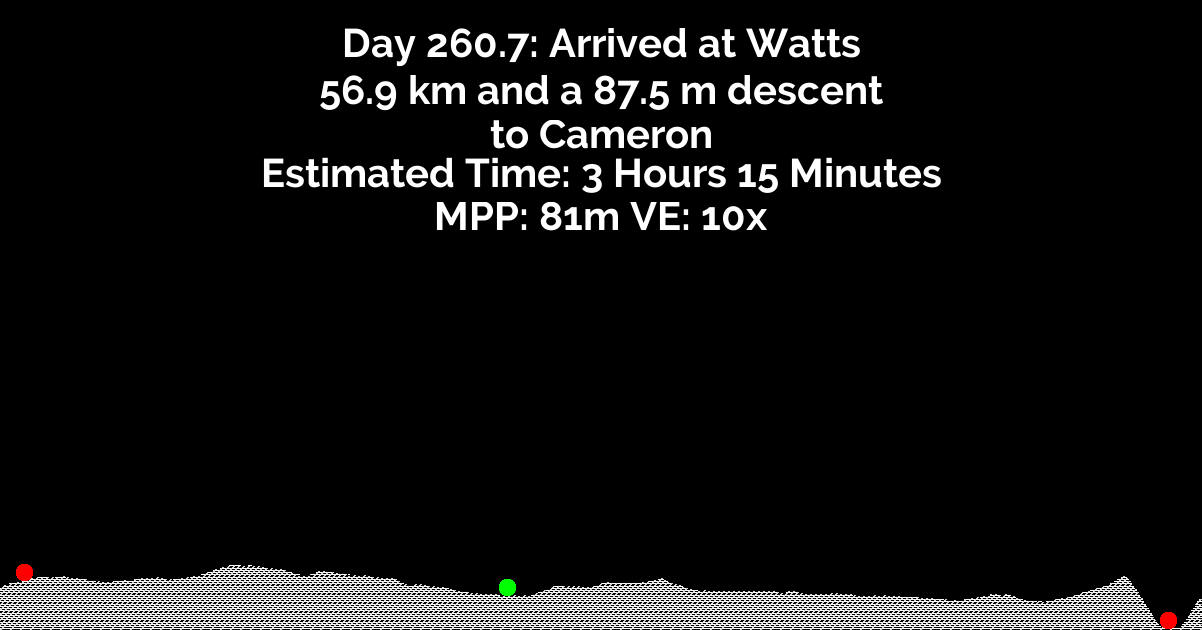 Day 260.7: Arrived at Watts
56.9 km and a 87.5 m descent
to Cameron
Estimated Time: 3 Hours 15 Minutes
MPP: 81m VE: 10x